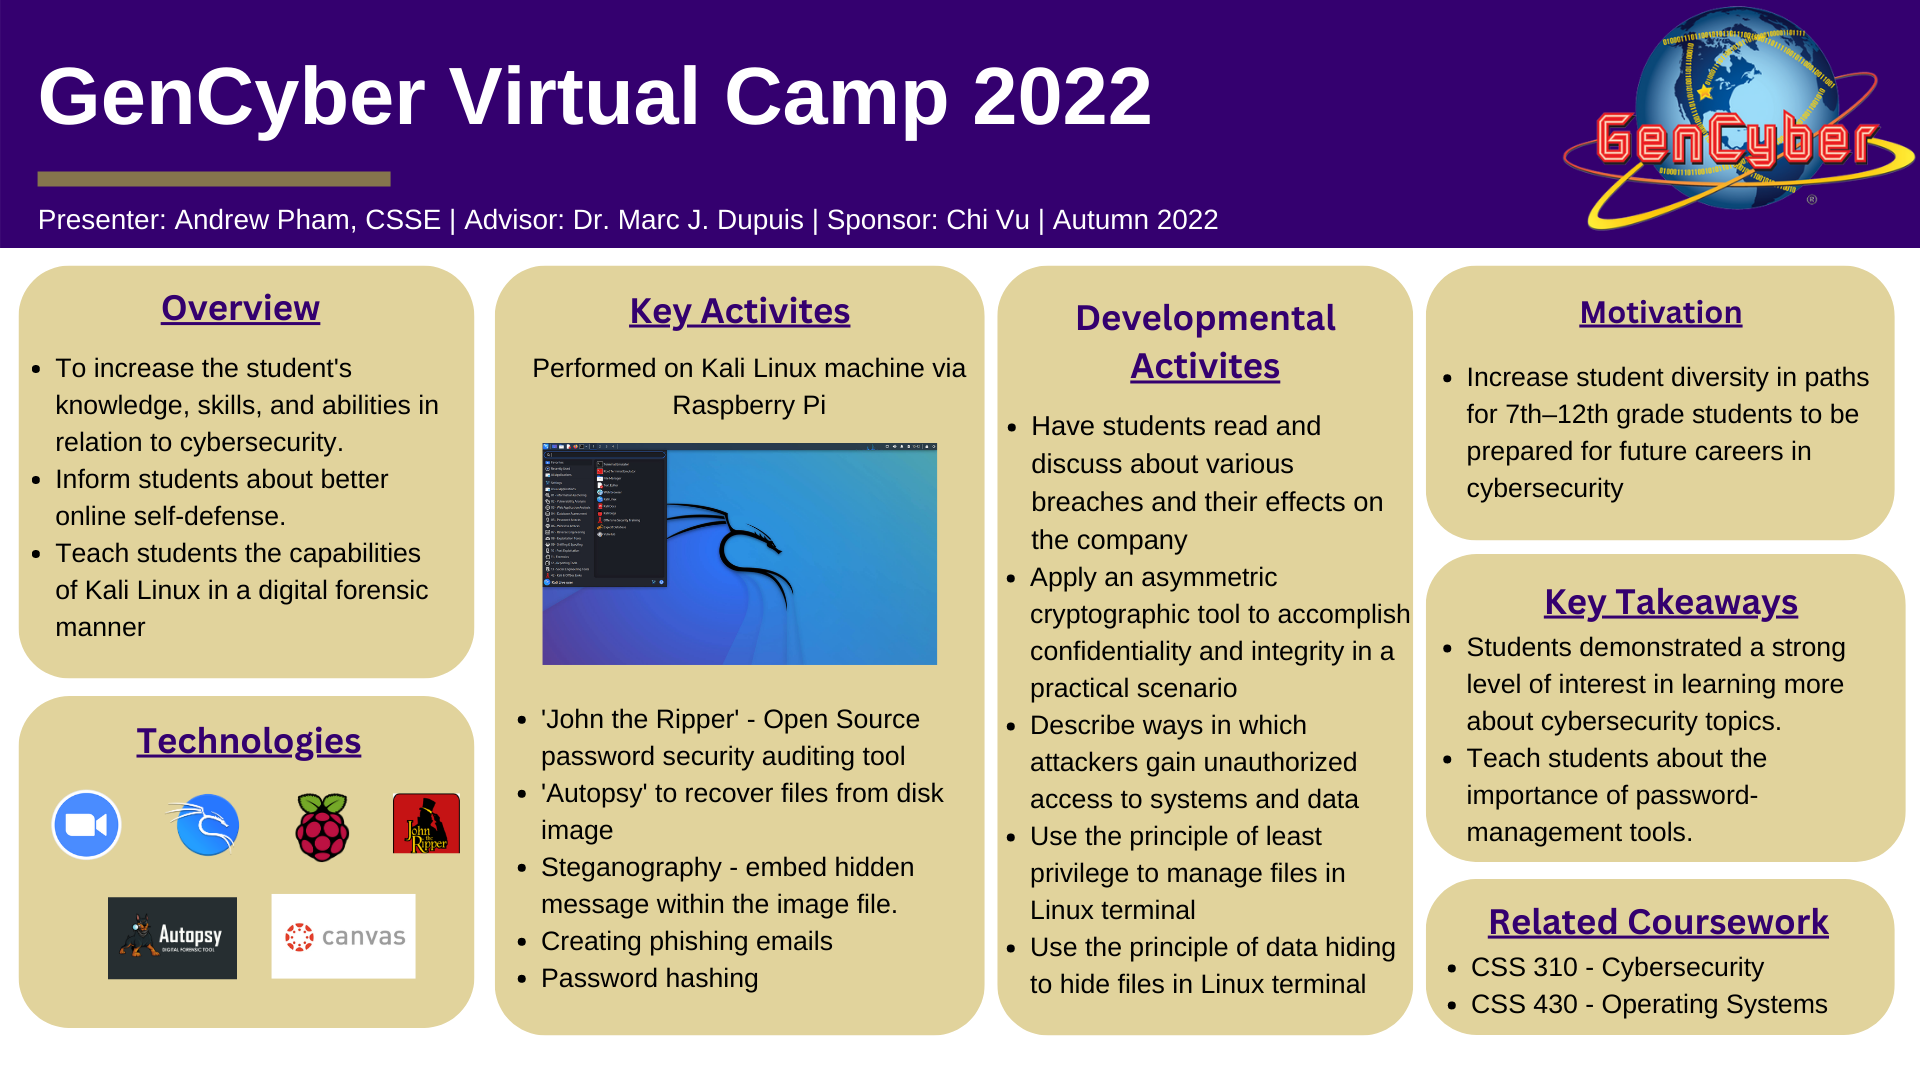 GenCyber Virtual Camp 2022
Presenter: Andrew Pham, CSSE | Advisor: Dr. Marc J. Dupuis | Sponsor: Chi Vu | Autumn 2022
GenCyber
®
Overview
To increase the student's
knowledge, skills, and abilities in
relation to cybersecurity.
Inform students about better
online self-defense.
Teach students the capabilities
of Kali Linux in a digital forensic
manner
Technologies
John
the
Ripper
Autopsy
DIGITAL FORENSIC TOOL
canvas
Key Activites
Performed on Kali Linux machine via
Raspberry Pi
'John the Ripper' - Open Source
password security auditing tool
'Autopsy' to recover files from disk
image
Steganography - embed hidden
message within the image file.
Creating phishing emails
Password hashing
Developmental
Activites
Have students read and
discuss about various
breaches and their effects on
the company
Apply an asymmetric
cryptographic tool to accomplish
confidentiality and integrity in a
practical scenario
Describe ways in which
attackers gain unauthorized
access to systems and data
Use the principle of least
privilege to manage files in
Linux terminal
Use the principle of data hiding
to hide files in Linux terminal
Motivation
Increase student diversity in paths
for 7th–12th grade students to be
prepared for future careers in
cybersecurity
Key Takeaways
Students demonstrated a strong
level of interest in learning more
about cybersecurity topics.
Teach students about the
importance of password-
management tools.
Related Coursework
CSS 310 - Cybersecurity
CSS 430 - Operating Systems